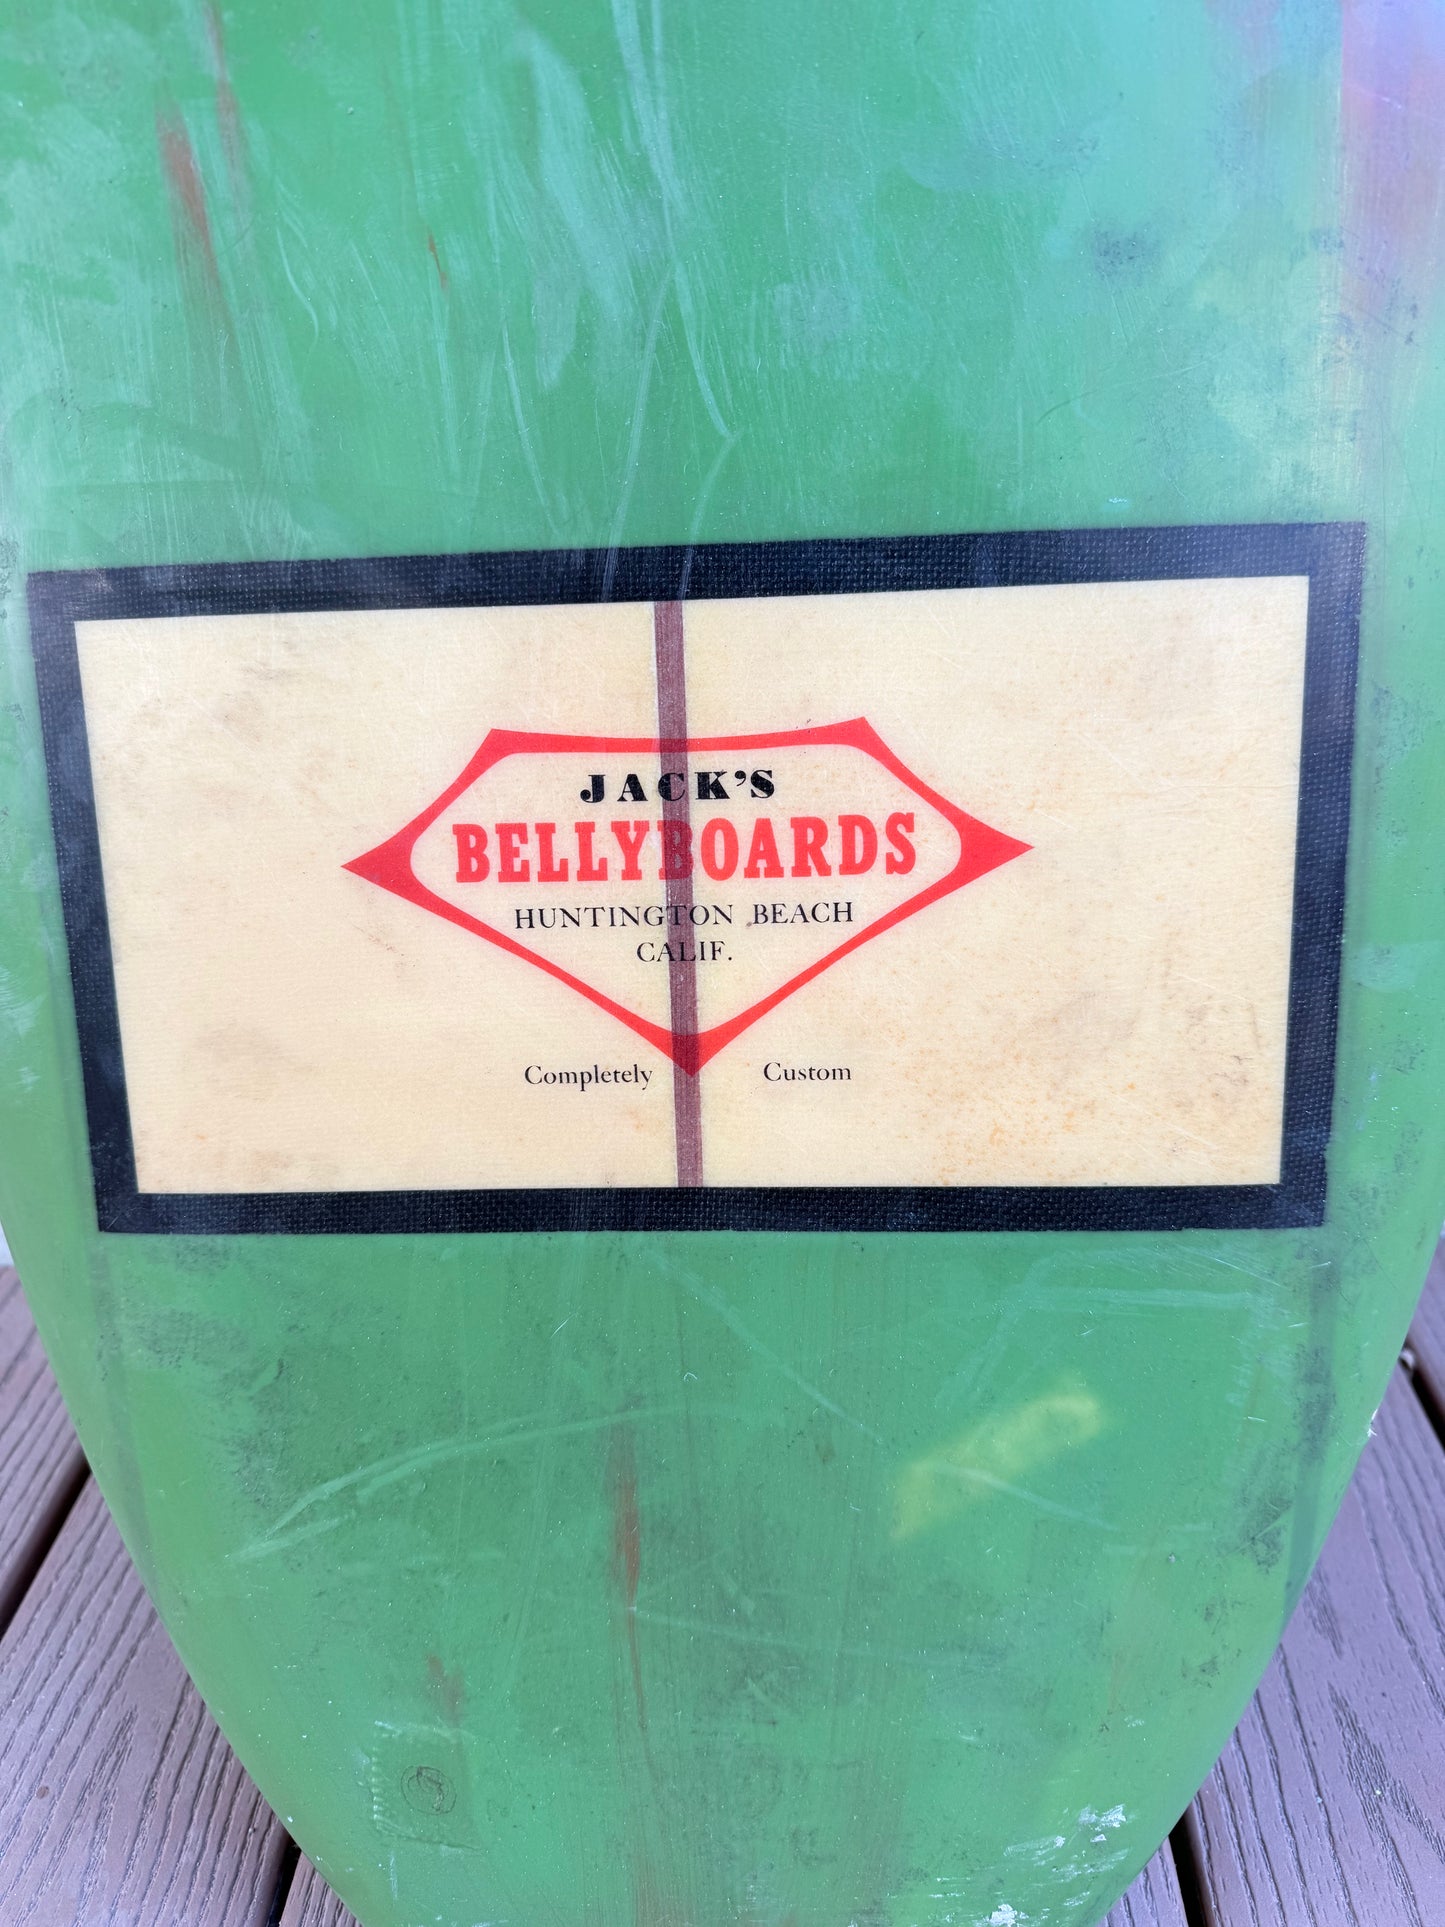 JACK'S
BELLYBOARDS
HUNTINGTON BEACH
CALIF.
Completely Custom